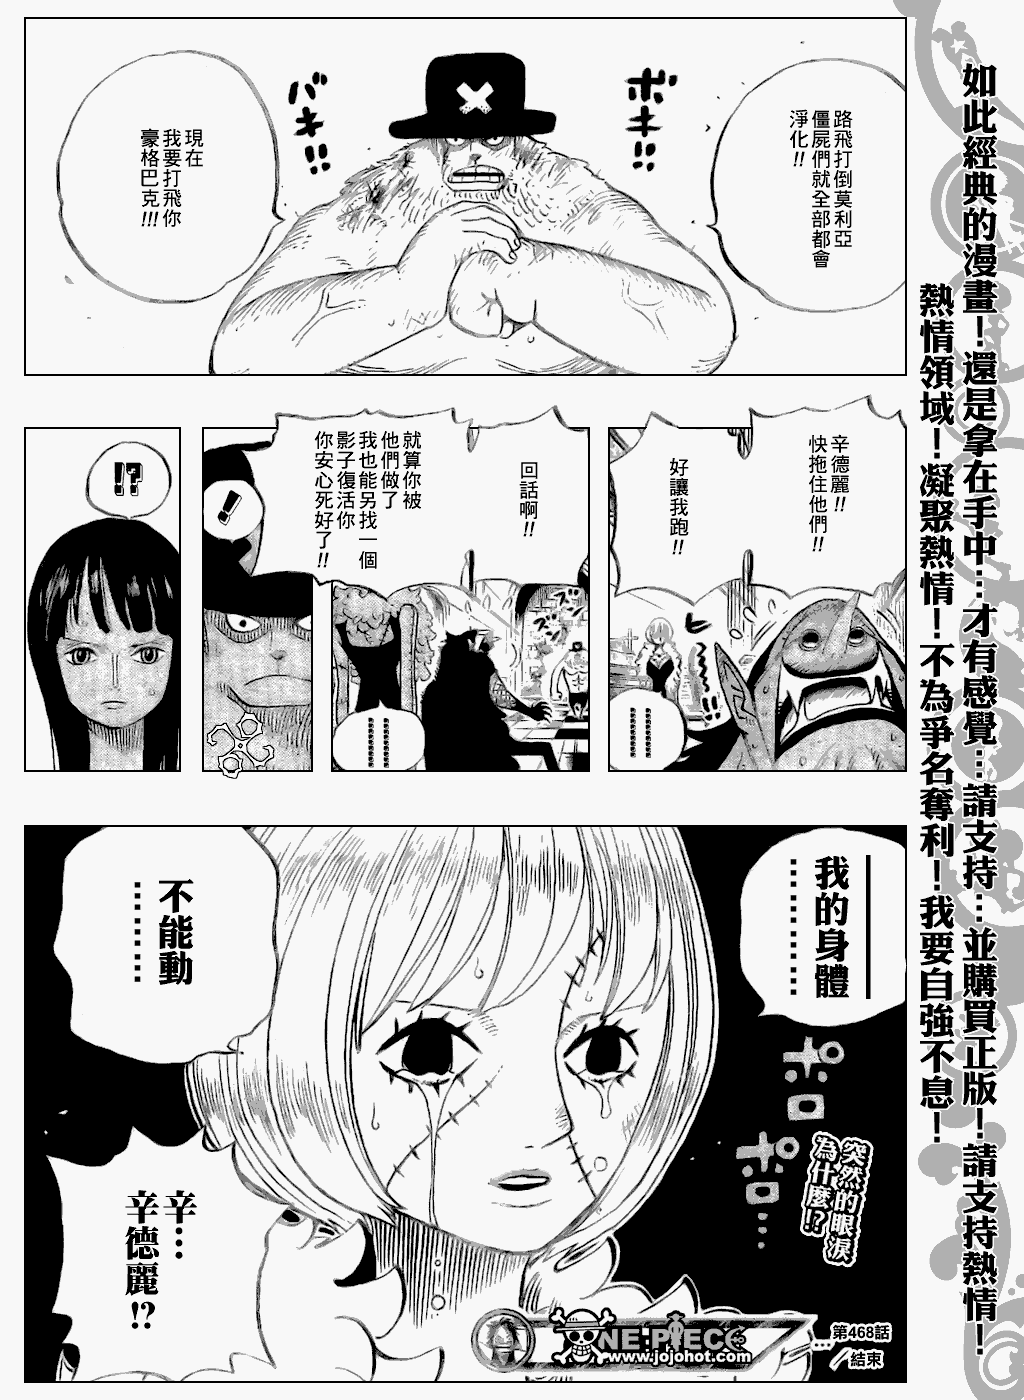 如此經典的漫畫！還是拿在手中…才有感覺…請支持…並購買正版！請支持熱情！
熱情領域！凝聚熱情！不為爭名奪利！我要自強不息！
路飛打倒莫利亞
僵屍們就全部都會
淨化!!
ボキ!!
バキ!!
現在
我要打飛你
豪格巴克!!!
辛德麗!!
快拖住他們!!
好讓我跑!!
回話啊!!
就算你被
他們做了
我也能另找一個
影子復活你
你安心死好了!!
!
!?
我的身體
…………
不能動
…………
ポロ
ポロ…
突然的眼淚
為什麼!?
辛…
辛德麗!?
ONE PIECE
www.jojohot.com
…
第468話
／結束